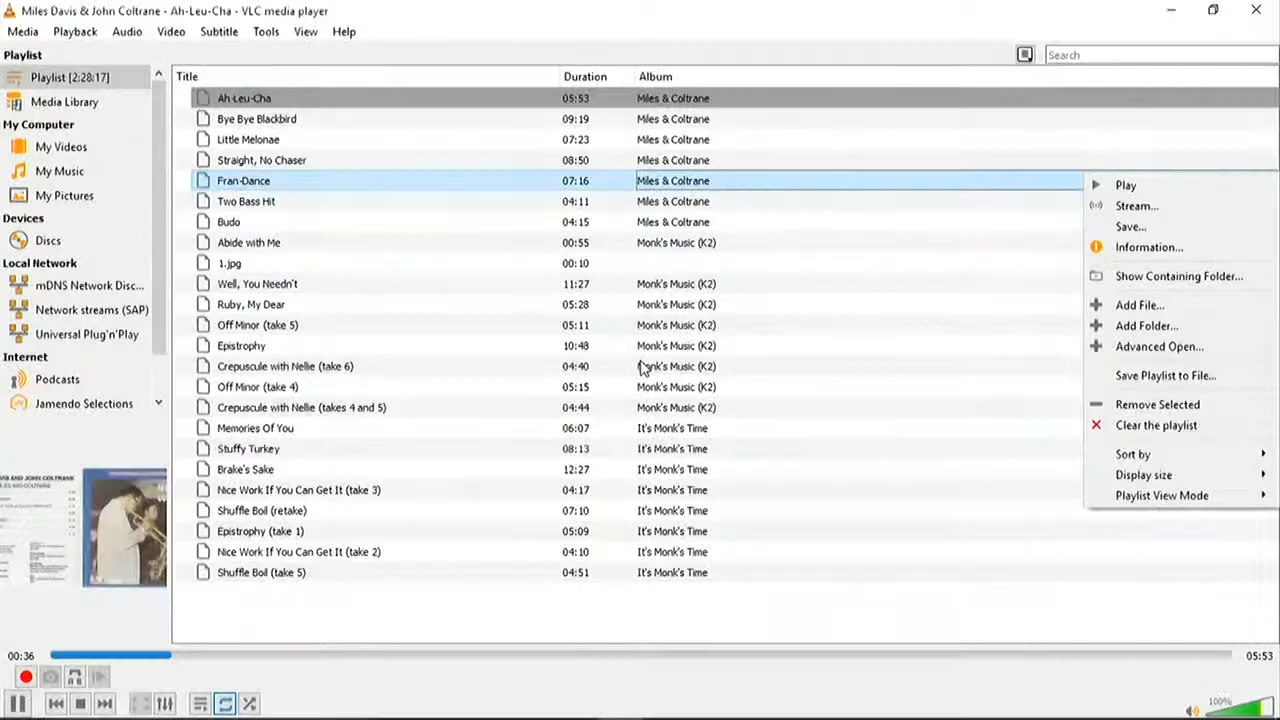 Miles Davis & John Coltrane - Ah-Leu-Cha - VLC media player
Media Playback Audio Video Subtitle Tools View Help
Playlist
Search
Playlist [2:28:17]
Media Library
My Computer
My Videos
My Music
My Pictures
Devices
Discs
Local Network
mDNS Network Disc...
Network streams (SAP)
Universal Plug'n'Play
Internet
Podcasts
Jamendo Selections
Title Duration Album
Ah-Leu-Cha 05:53 Miles & Coltrane
Bye Bye Blackbird 09:19 Miles & Coltrane
Little Melonae 07:23 Miles & Coltrane
Straight, No Chaser 08:50 Miles & Coltrane
Fran-Dance 07:16 Miles & Coltrane
Two Bass Hit 04:11 Miles & Coltrane
Budo 04:15 Miles & Coltrane
Abide with Me 00:55 Monk's Music (K2)
1.jpg 00:10
Well, You Needn't 11:27 Monk's Music (K2)
Ruby, My Dear 05:28 Monk's Music (K2)
Off Minor (take 5) 05:11 Monk's Music (K2)
Epistrophy 10:48 Monk's Music (K2)
Crepuscule with Nellie (take 6) 04:40 Monk's Music (K2)
Off Minor (take 4) 05:15 Monk's Music (K2)
Crepuscule with Nellie (takes 4 and 5) 04:44 Monk's Music (K2)
Memories Of You 06:07 It's Monk's Time
Stuffy Turkey 08:13 It's Monk's Time
Brake's Sake 12:27 It's Monk's Time
Nice Work If You Can Get It (take 3) 04:17 It's Monk's Time
Shuffle Boil (retake) 07:10 It's Monk's Time
Epistrophy (take 1) 05:09 It's Monk's Time
Nice Work If You Can Get It (take 2) 04:10 It's Monk's Time
Shuffle Boil (take 5) 04:51 It's Monk's Time
Play
Stream...
Save...
Information...
Show Containing Folder...
Add File...
Add Folder...
Advanced Open...
Save Playlist to File...
Remove Selected
Clear the playlist
Sort by
Display size
Playlist View Mode
AND JOHN COLTRANE
00:36 05:53
100%